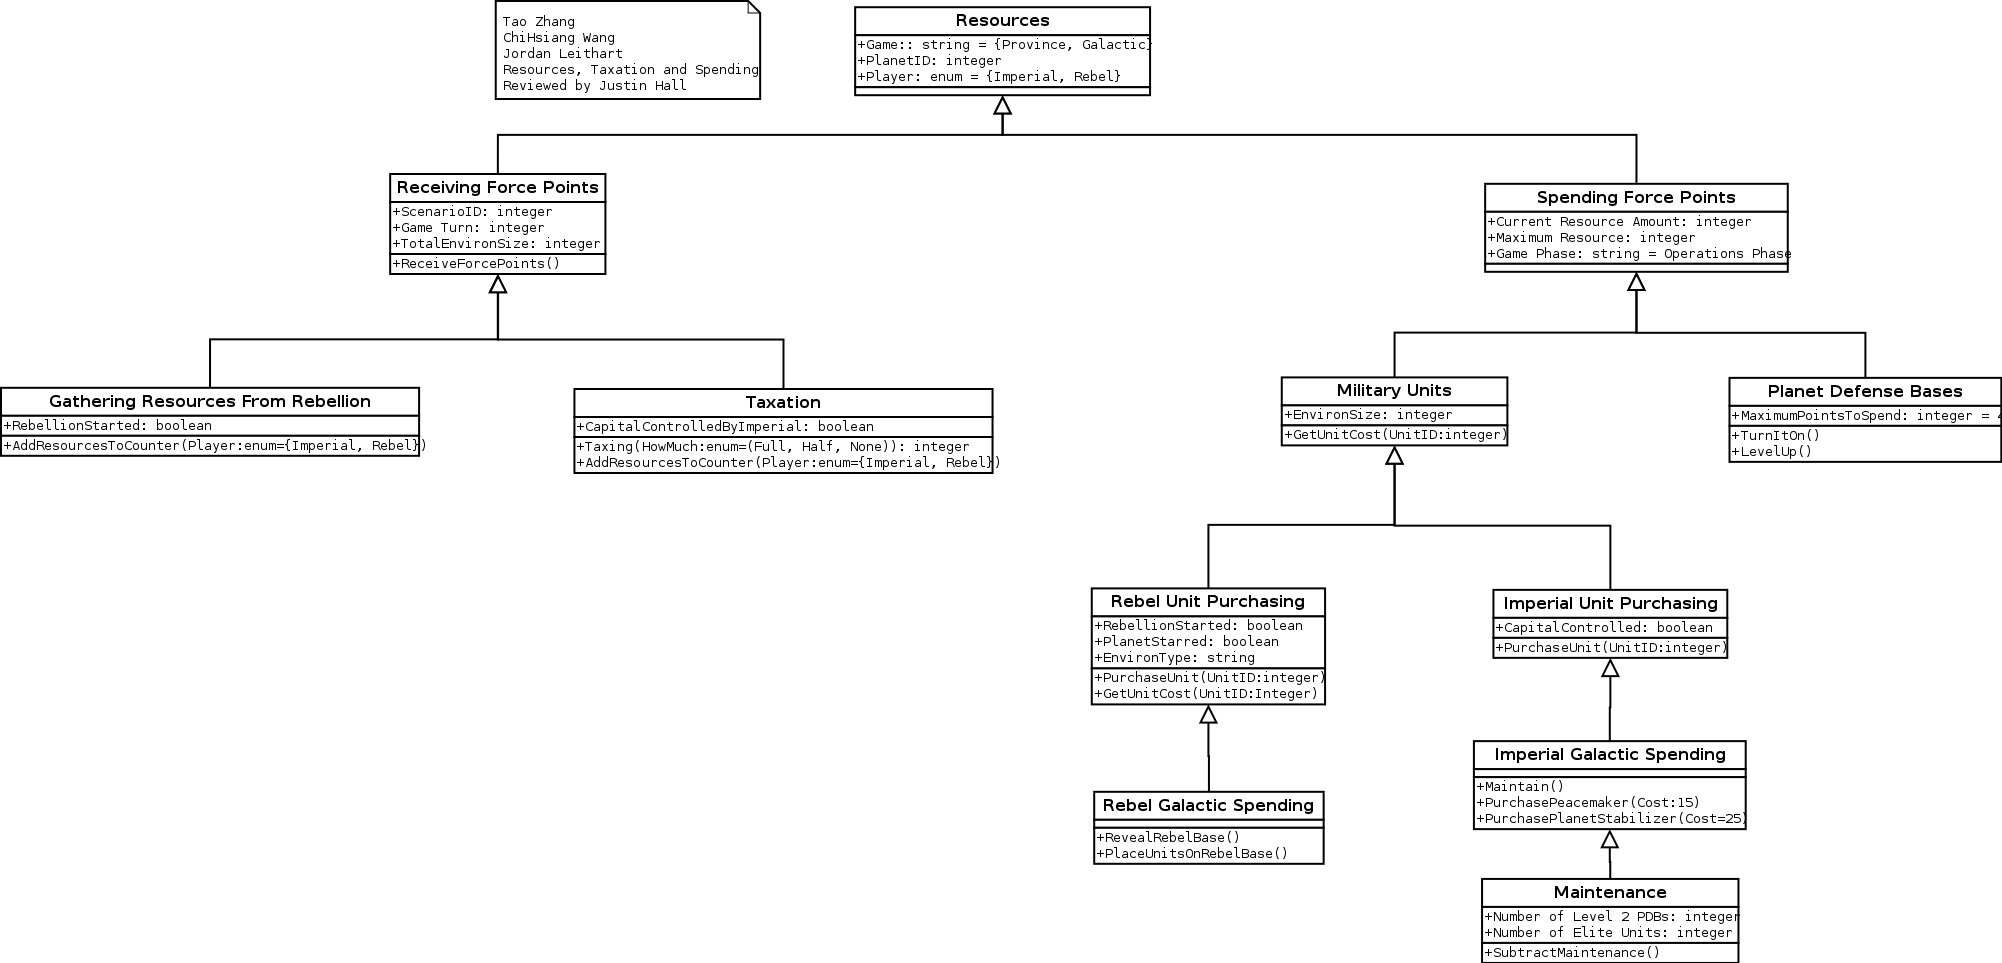 Tao Zhang
ChiHsiang Wang
Jordan Leithart
Resources, Taxation and Spending
Reviewed by Justin Hall
Resources
+Game:: string = {Province, Galactic}
+PlanetID: integer
+Player: enum = {Imperial, Rebel}
Receiving Force Points
+ScenarioID: integer
+Game Turn: integer
+TotalEnvironSize: integer
+ReceiveForcePoints()
Spending Force Points
+Current Resource Amount: integer
+Maximum Resource: integer
+Game Phase: string = Operations Phase
Gathering Resources From Rebellion
+RebellionStarted: boolean
+AddResourcesToCounter(Player:enum={Imperial, Rebel})
Taxation
+CapitalControlledByImperial: boolean
+Taxing(HowMuch:enum=(Full, Half, None)): integer
+AddResourcesToCounter(Player:enum={Imperial, Rebel})
Military Units
+EnvironSize: integer
+GetUnitCost(UnitID:integer)
Planet Defense Bases
+MaximumPointsToSpend: integer =
+TurnItOn()
+LevelUp()
Rebel Unit Purchasing
+RebellionStarted: boolean
+PlanetStarred: boolean
+EnvironType: string
+PurchaseUnit(UnitID:integer)
+GetUnitCost(UnitID:Integer)
Imperial Unit Purchasing
+CapitalControlled: boolean
+PurchaseUnit(UnitID:integer)
Imperial Galactic Spending
+Maintain()
+PurchasePeacemaker(Cost:15)
+PurchasePlanetStabilizer(Cost=25)
Rebel Galactic Spending
+RevealRebelBase()
+PlaceUnitsOnRebelBase()
Maintenance
+Number of Level 2 PDBs: integer
+Number of Elite Units: integer
+SubtractMaintenance()